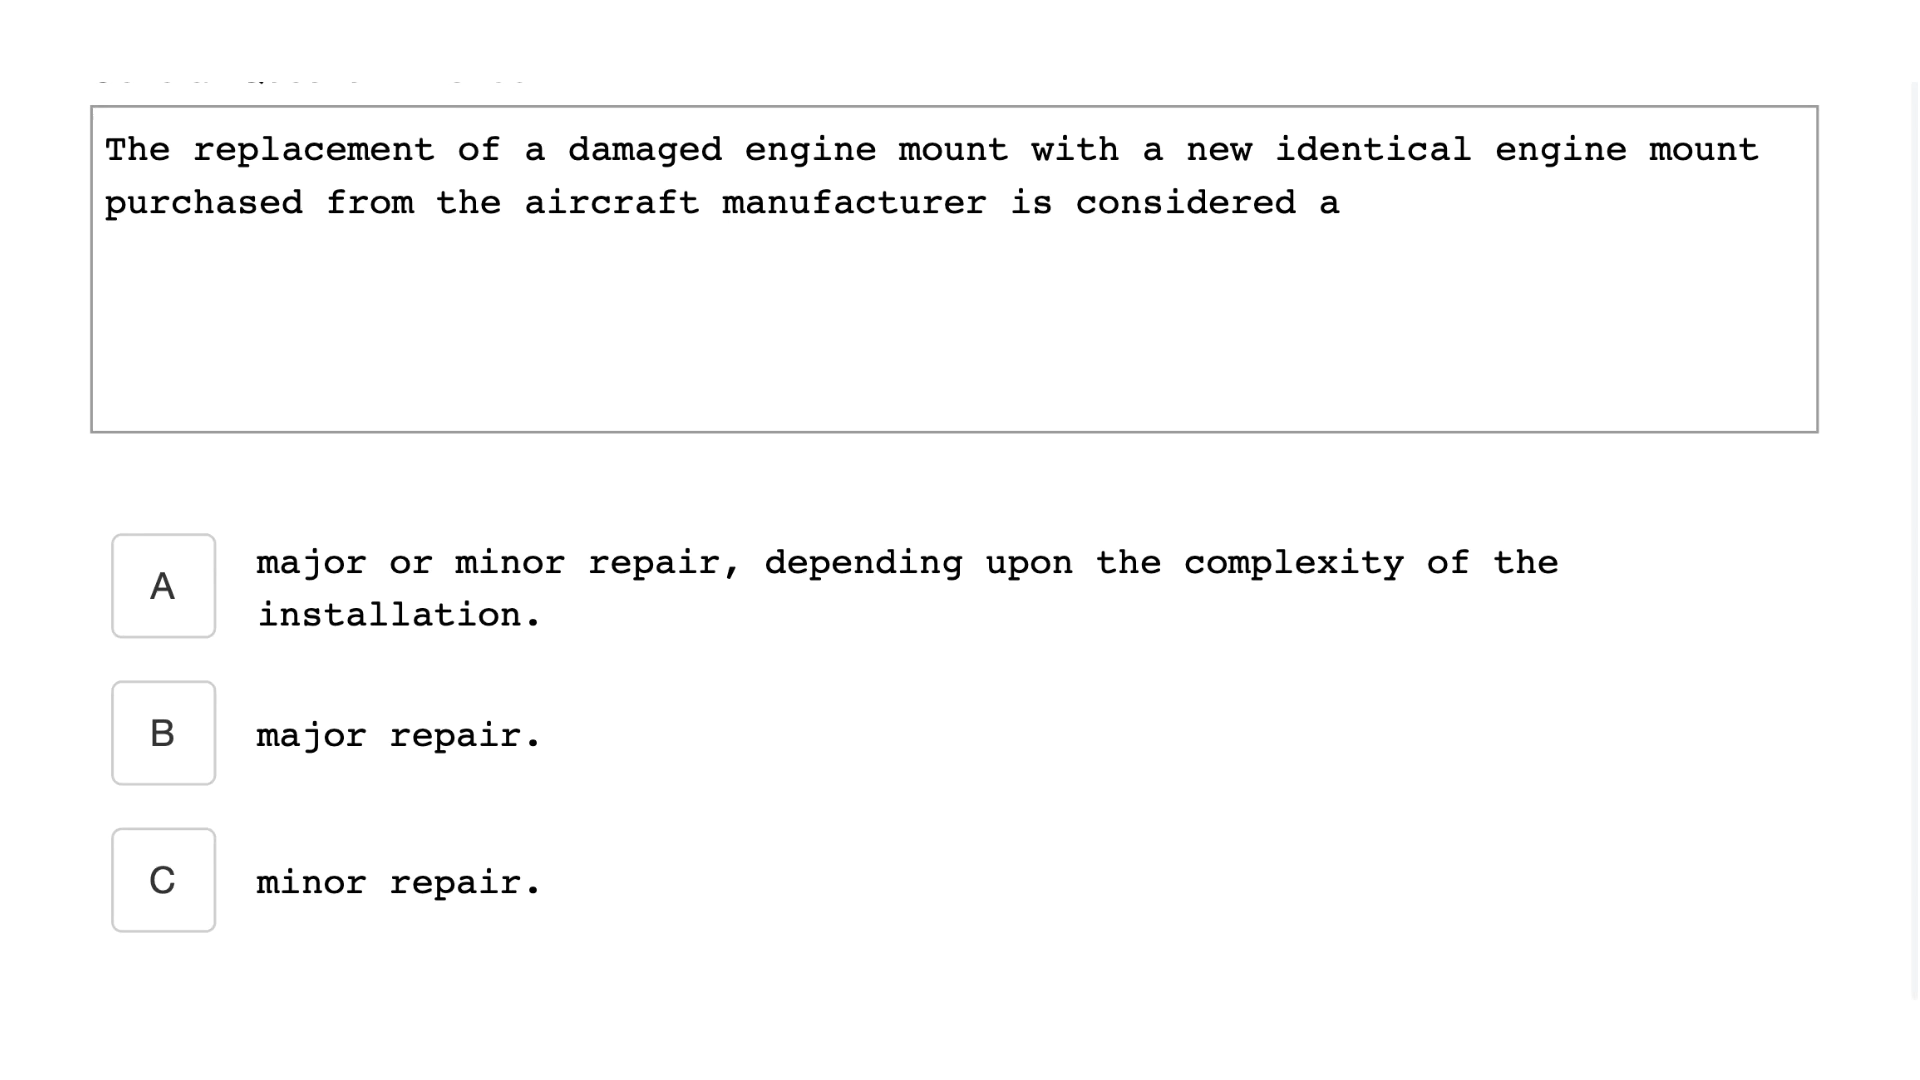 The replacement of a damaged engine mount with a new identical engine mount
purchased from the aircraft manufacturer is considered a
A
major or minor repair, depending upon the complexity of the
installation.
B
major repair.
C
minor repair.